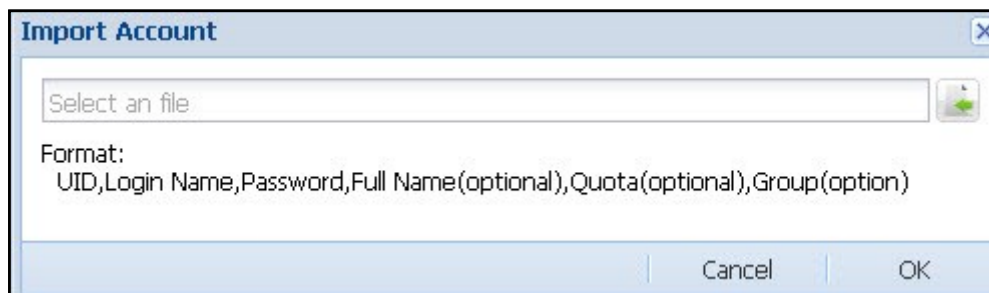 Import Account
Select an file
Format:
UID,Login Name,Password,Full Name(optional),Quota(optional),Group(option)
Cancel OK